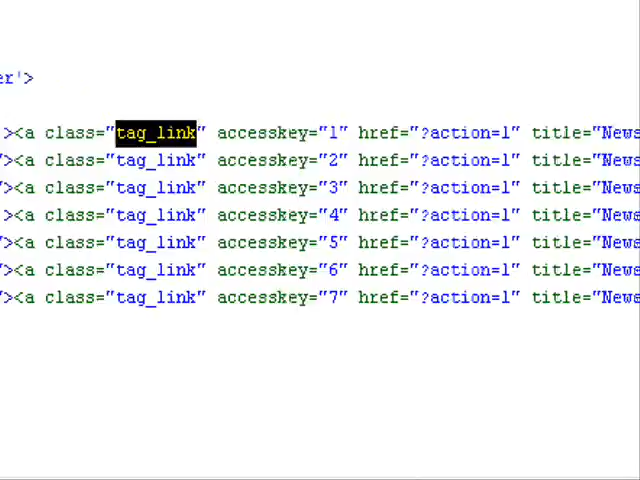 er'>
><a class="tag_link" accesskey="1" href="?action=1" title="News
"><a class="tag_link" accesskey="2" href="?action=1" title="News
"><a class="tag_link" accesskey="3" href="?action=1" title="News
><a class="tag_link" accesskey="4" href="?action=1" title="News
"><a class="tag_link" accesskey="5" href="?action=1" title="News
"><a class="tag_link" accesskey="6" href="?action=1" title="News
"><a class="tag_link" accesskey="7" href="?action=1" title="News